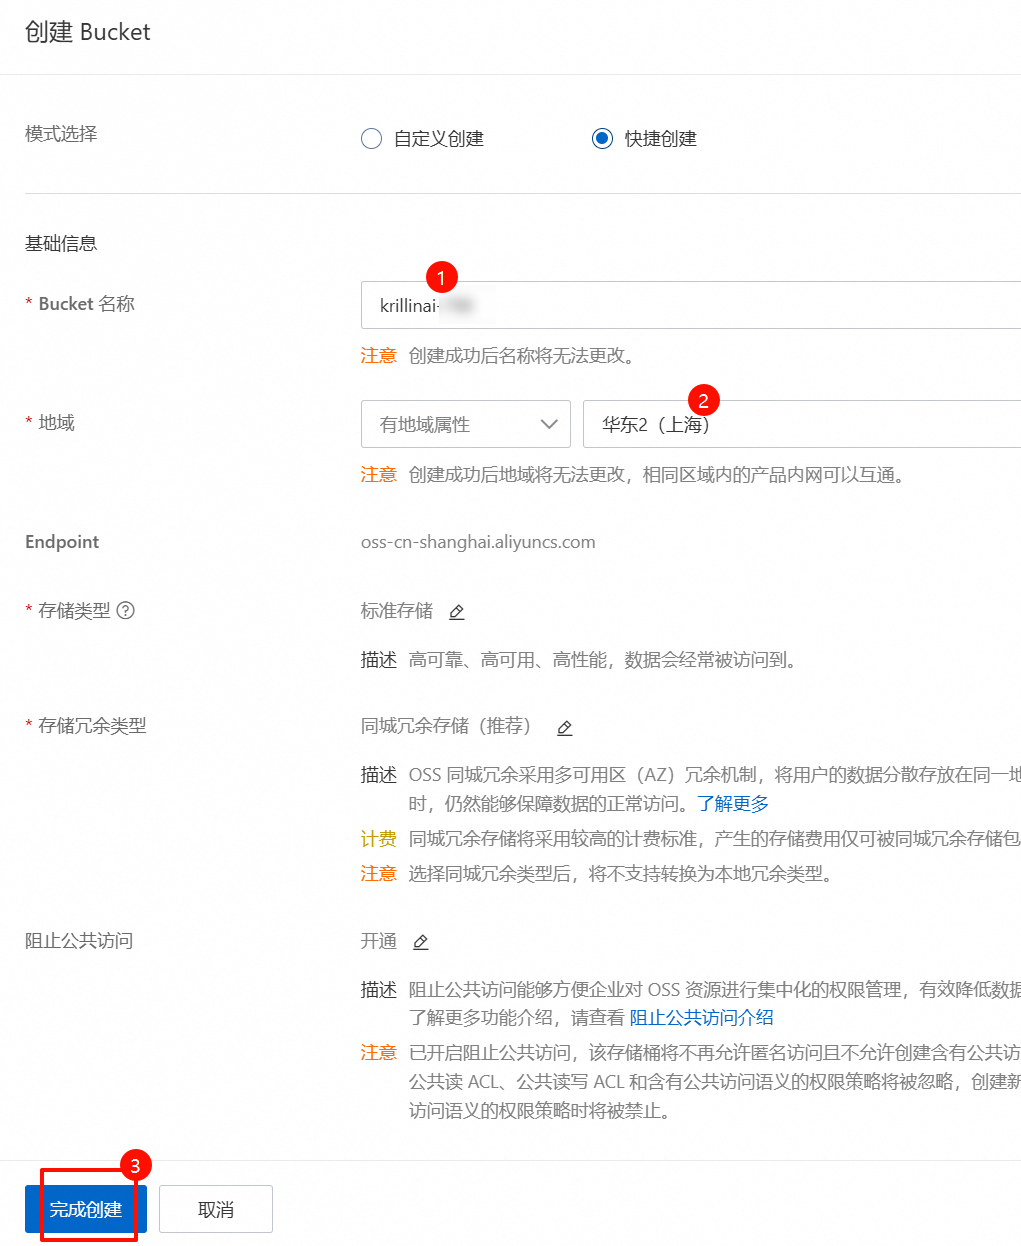 创建 Bucket
模式选择
自定义创建
快捷创建
基础信息
1
* Bucket 名称
krillinai-
注意 创建成功后名称将无法更改。
2
* 地域
有地域属性
华东2（上海）
注意 创建成功后地域将无法更改，相同区域内的产品内网可以互通。
Endpoint
oss-cn-shanghai.aliyuncs.com
* 存储类型 ?
标准存储
描述 高可靠、高可用、高性能，数据会经常被访问到。
* 存储冗余类型
同城冗余存储（推荐）
描述 OSS 同城冗余采用多可用区（AZ）冗余机制，将用户的数据分散存放在同一地
时，仍然能够保障数据的正常访问。了解更多
计费 同城冗余存储将采用较高的计费标准，产生的存储费用仅可被同城冗余存储包
注意 选择同城冗余类型后，将不支持转换为本地冗余类型。
阻止公共访问
开通
描述 阻止公共访问能够方便企业对 OSS 资源进行集中化的权限管理，有效降低数据
了解更多功能介绍，请查看 阻止公共访问介绍
注意 已开启阻止公共访问，该存储桶将不再允许匿名访问且不允许创建含有公共访
公共读 ACL、公共读写 ACL 和含有公共访问语义的权限策略将被忽略，创建新
访问语义的权限策略时将被禁止。
3
完成创建
取消